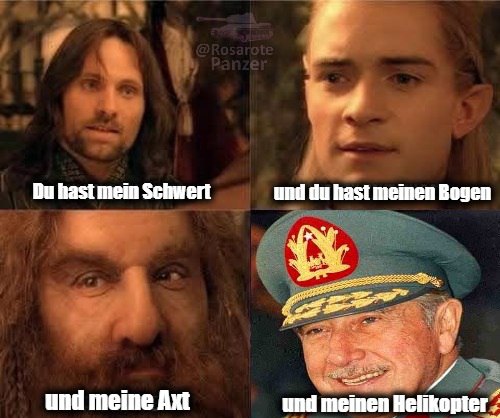 @Rosarote
Panzer
Du hast mein Schwert
und du hast meinen Bogen
und meine Axt
und meinen Helikopter